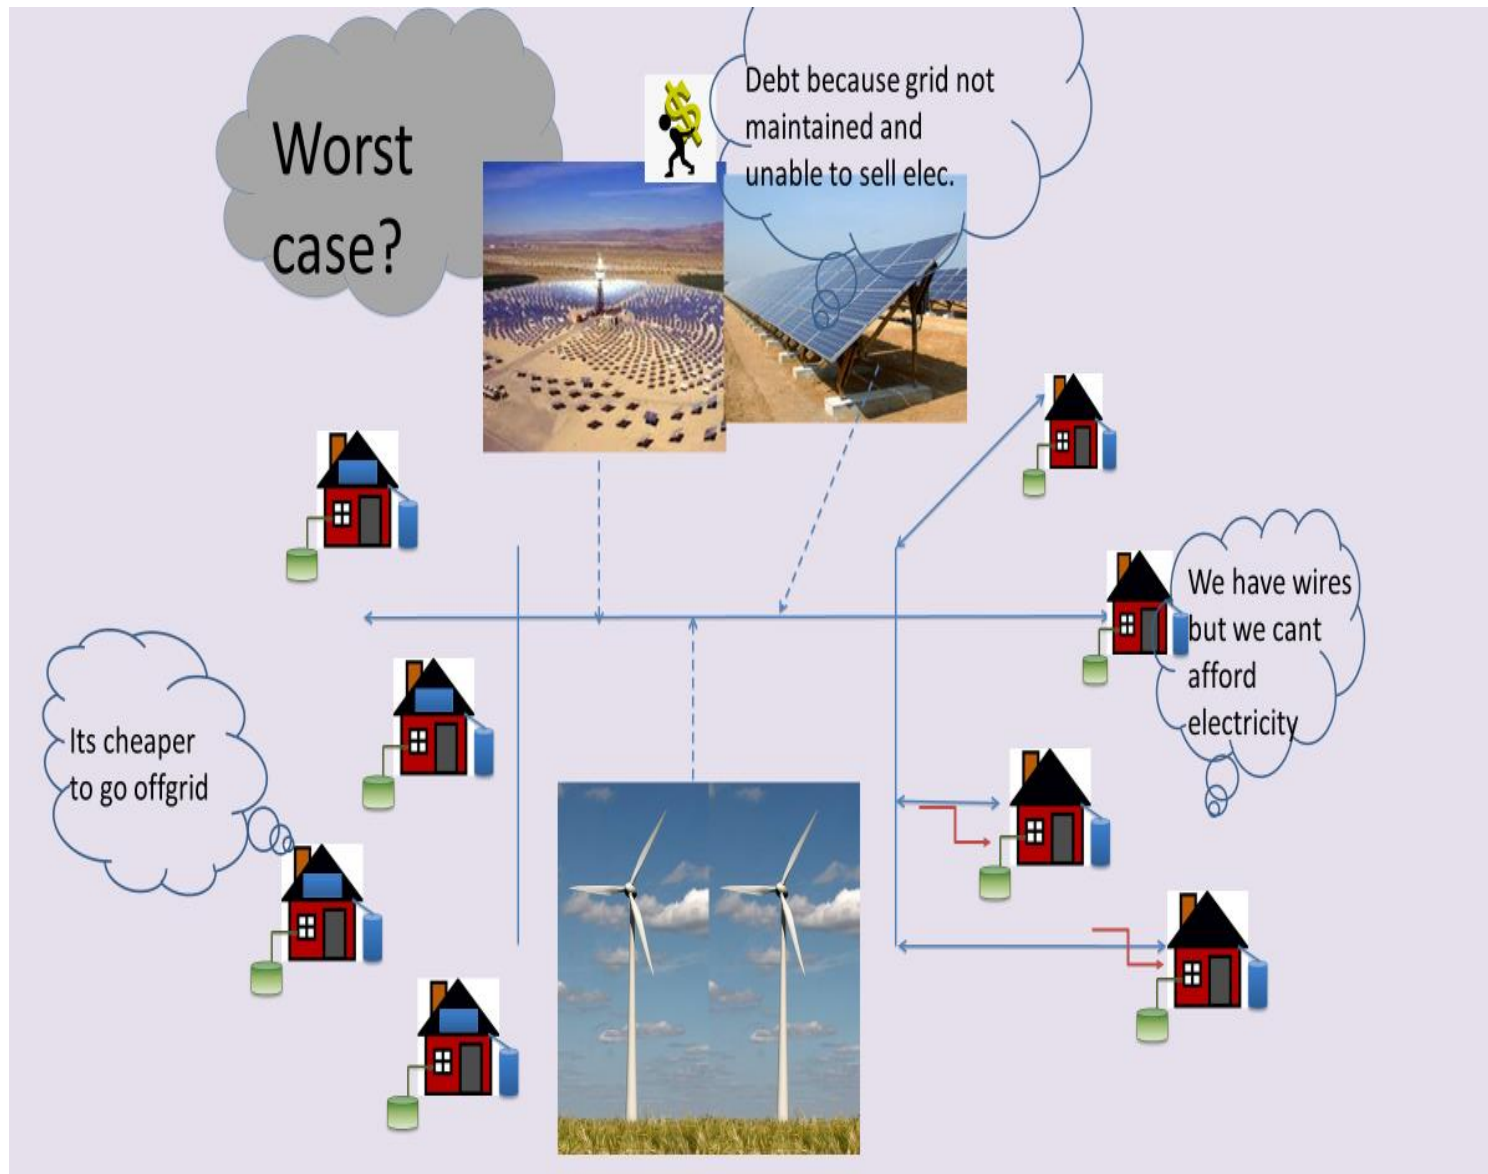 Worst
case?
Debt because grid not
maintained and
unable to sell elec.
We have wires
but we cant
afford
electricity
Its cheaper
to go offgrid